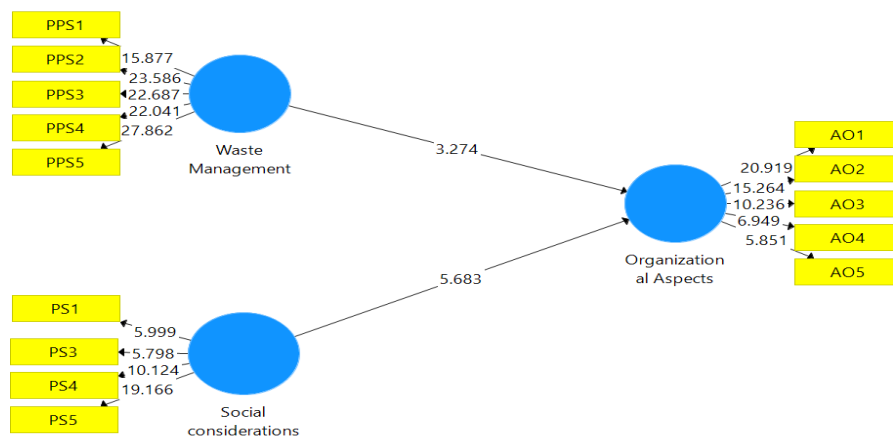 PPS1
PPS2
PPS3
PPS4
PPS5
15.877
23.586
22.687
22.041
27.862
Waste
Management
3.274
20.919
15.264
10.236
6.949
5.851
AO1
AO2
AO3
AO4
AO5
Organization
al Aspects
5.683
PS1
PS3
PS4
PS5
5.999
5.798
10.124
19.166
Social
considerations